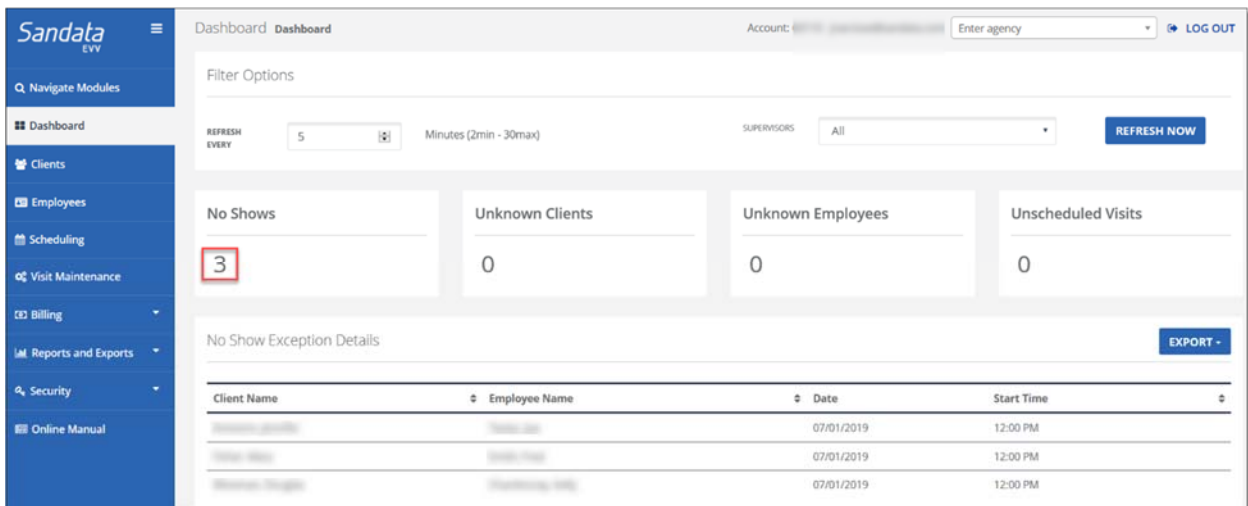 Sandata
EVV
Navigate Modules
Dashboard
Clients
Employees
Scheduling
Visit Maintenance
Billing
Reports and Exports
Security
Online Manual
Dashboard Dashboard
Account:
Enter agency
LOG OUT
Filter Options
REFRESH
EVERY
5
Minutes (2min - 30max)
SUPERVISORS
All
REFRESH NOW
No Shows
3
Unknown Clients
0
Unknown Employees
0
Unscheduled Visits
0
No Show Exception Details
EXPORT
Client Name Employee Name Date Start Time
07/01/2019 12:00 PM
07/01/2019 12:00 PM
07/01/2019 12:00 PM